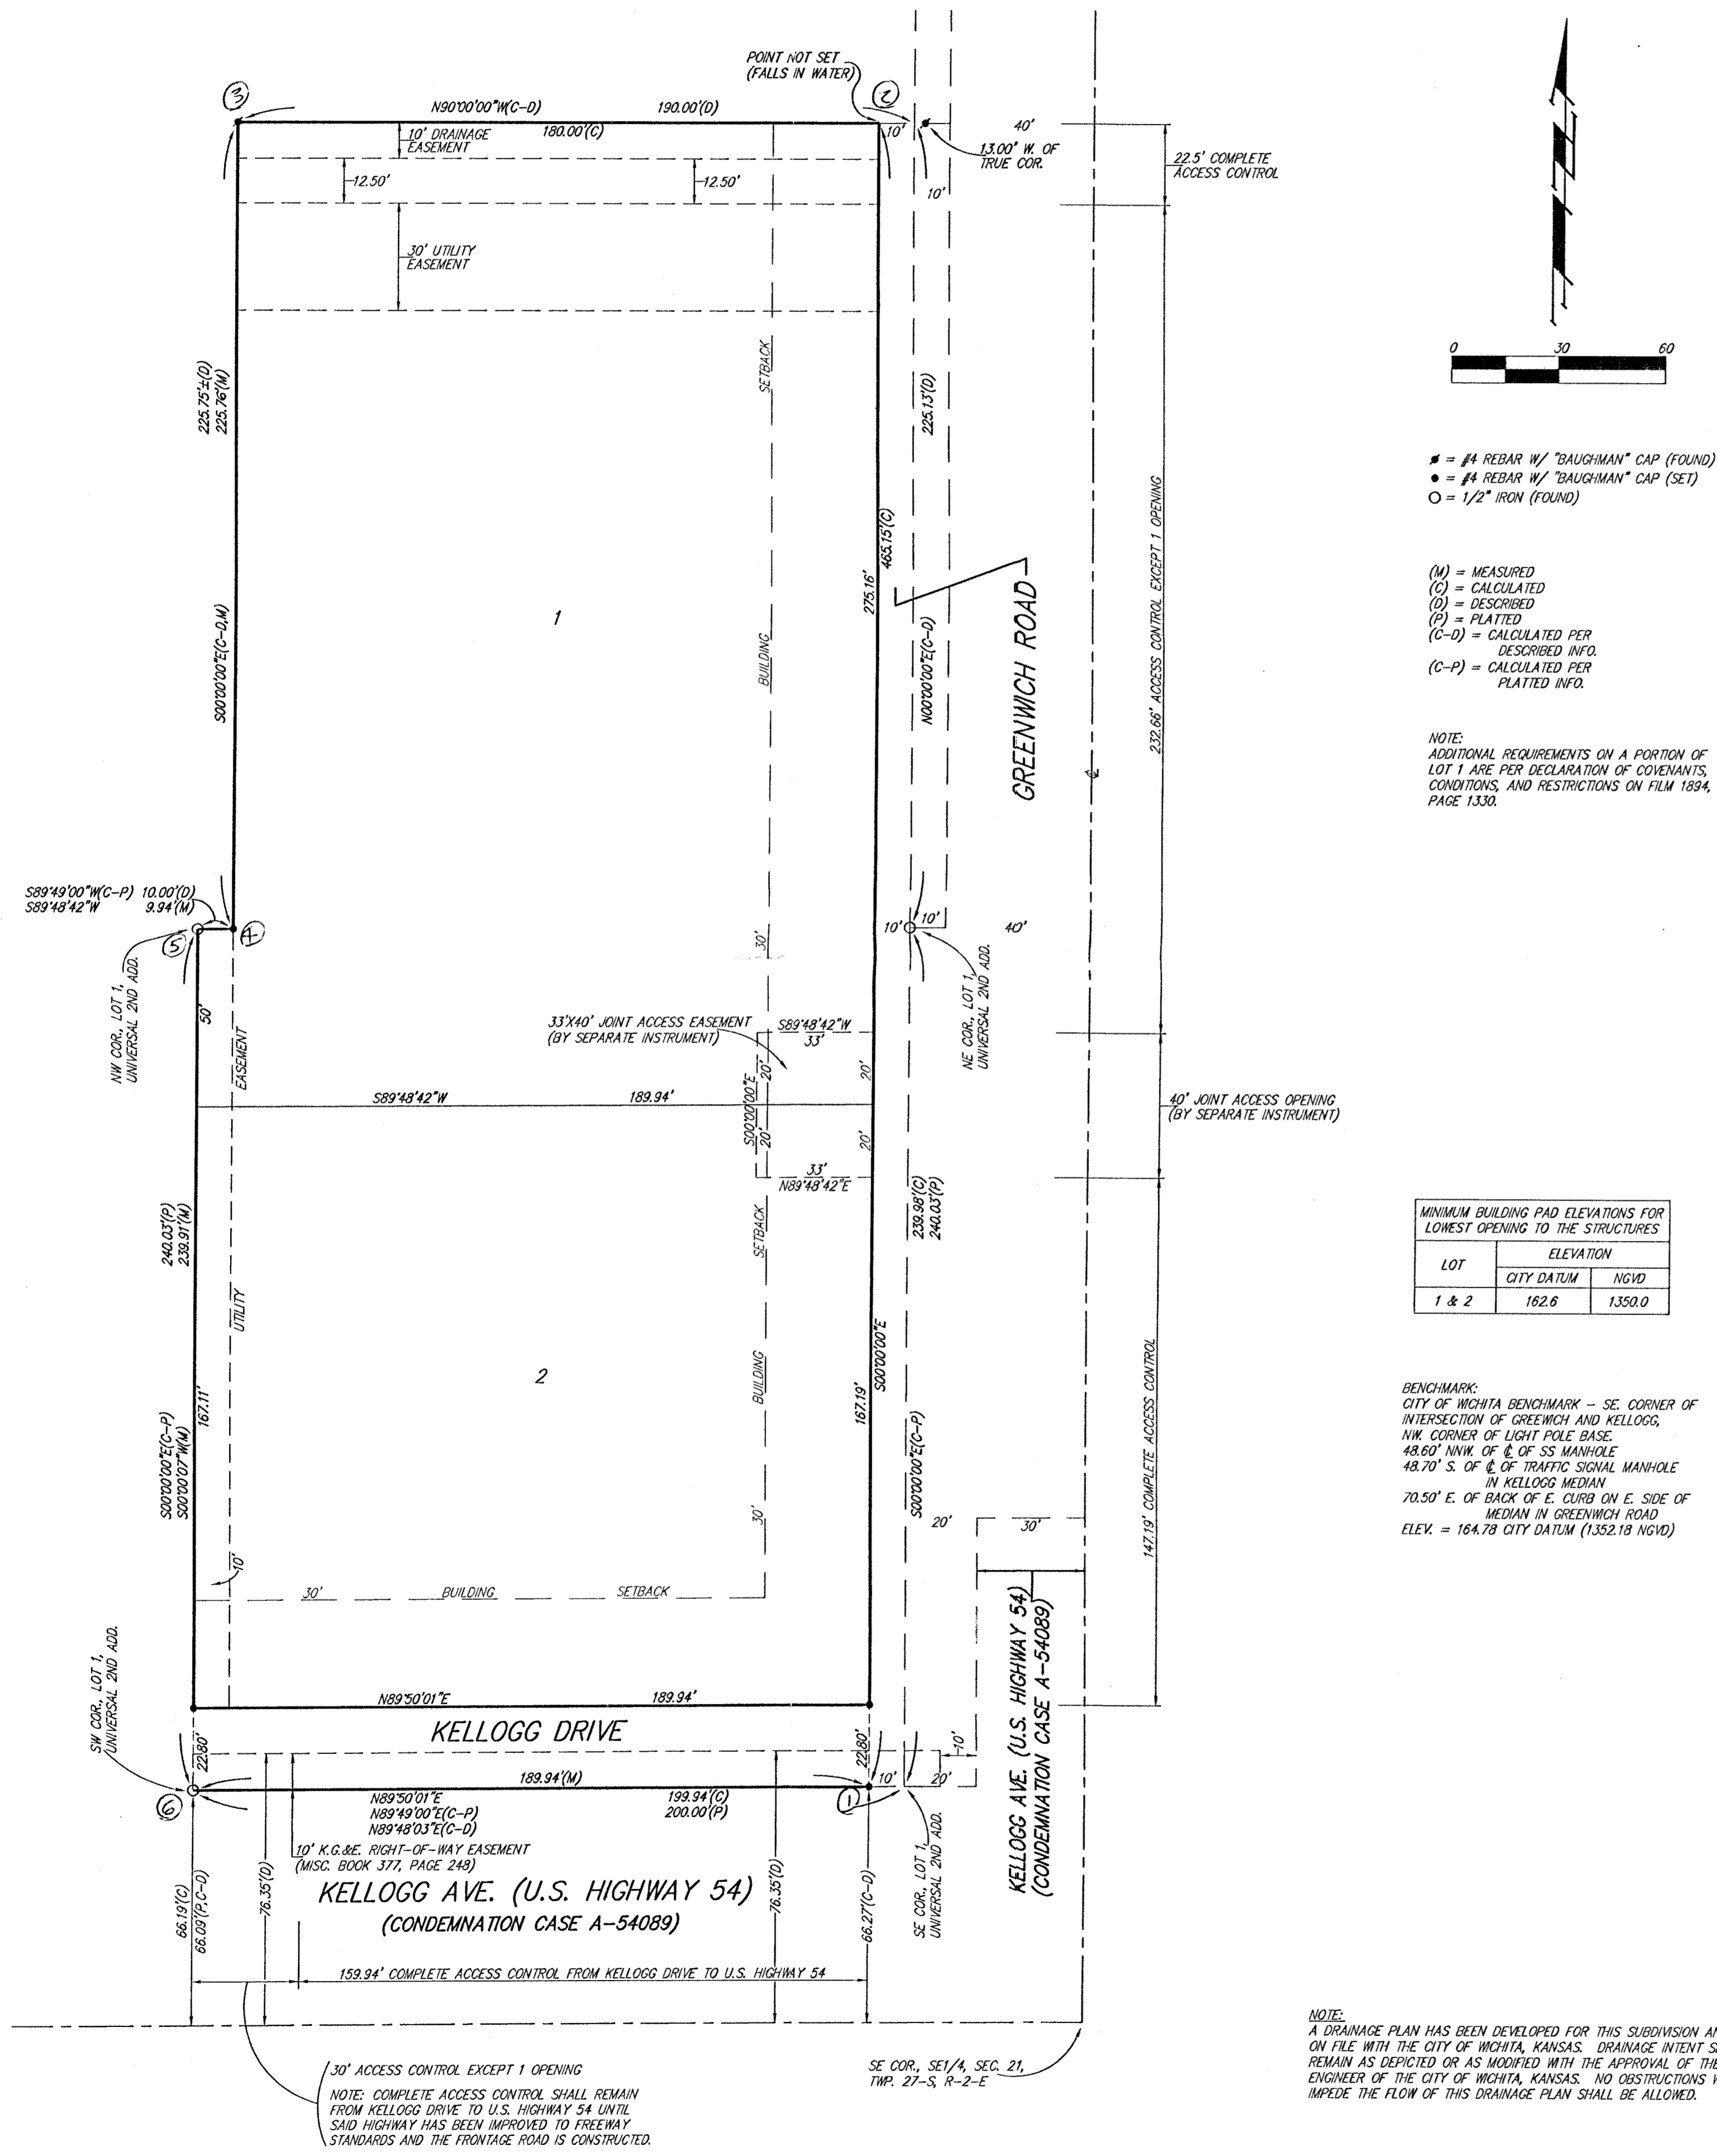 POINT NOT SET
(FALLS IN WATER)
3
2
N90°00'00"W(C-D)
190.00'(D)
180.00'(C)
10' DRAINAGE
EASEMENT
12.50'
12.50'
10'
13.00' W. OF
TRUE COR.
10'
40'
22.5' COMPLETE
ACCESS CONTROL
30' UTILITY
EASEMENT
0 30 60
SETBACK
225.75'±(D)
225.76'(M)
225.13'(D)
= #4 REBAR W/ "BAUGHMAN" CAP (FOUND)
= #4 REBAR W/ "BAUGHMAN" CAP (SET)
= 1/2" IRON (FOUND)
465.15'(C)
275.16'
232.66' ACCESS CONTROL EXCEPT 1 OPENING
(M) = MEASURED
(C) = CALCULATED
(D) = DESCRIBED
(P) = PLATTED
(C-D) = CALCULATED PER
DESCRIBED INFO.
(C-P) = CALCULATED PER
PLATTED INFO.
1
BUILDING
S00°00'00"E(C-D,M)
N00°00'00"E(C-D)
GREENWICH ROAD
NOTE:
ADDITIONAL REQUIREMENTS ON A PORTION OF
LOT 1 ARE PER DECLARATION OF COVENANTS,
CONDITIONS, AND RESTRICTIONS ON FILM 1894,
PAGE 1330.
S89°49'00"W(C-P) 10.00'(D)
S89°48'42"W 9.94'(M)
5
4
30'
10'
10'
40'
NW COR., LOT 1,
UNIVERSAL 2ND ADD.
NE COR., LOT 1,
UNIVERSAL 2ND ADD.
50'
EASEMENT
33'X40' JOINT ACCESS EASEMENT
(BY SEPARATE INSTRUMENT)
S89°48'42"W
33'
S00°00'00"E
20'
20'
20'
20'
S89°48'42"W
189.94'
40' JOINT ACCESS OPENING
(BY SEPARATE INSTRUMENT)
33'
N89°48'42"E
240.03'(P)
239.91'(M)
239.98'(C)
240.03'(P)
SETBACK
UTILITY
MINIMUM BUILDING PAD ELEVATIONS FOR
LOWEST OPENING TO THE STRUCTURES
LOT
ELEVATION
CITY DATUM
NGVD
1 & 2
162.6
1350.0
2
BUILDING
S00°00'00"E
167.11'
167.19'
147.19' COMPLETE ACCESS CONTROL
S00°00'00"E(C-P)
S00°00'07"W(M)
S00°00'00"E(C-P)
BENCHMARK:
CITY OF WICHITA BENCHMARK - SE. CORNER OF
INTERSECTION OF GREEWICH AND KELLOGG,
NW. CORNER OF LIGHT POLE BASE.
48.60' NNW. OF ℄ OF SS MANHOLE
48.70' S. OF ℄ OF TRAFFIC SIGNAL MANHOLE
IN KELLOGG MEDIAN
70.50' E. OF BACK OF E. CURB ON E. SIDE OF
MEDIAN IN GREENWICH ROAD
ELEV. = 164.78 CITY DATUM (1352.18 NGVD)
30'
20'
30'
10'
30'
BUILDING
SETBACK
SW COR., LOT 1,
UNIVERSAL 2ND ADD.
KELLOGG AVE. (U.S. HIGHWAY 54)
(CONDEMNATION CASE A-54089)
N89°50'01"E
189.94'
KELLOGG DRIVE
22.80'
22.80'
10'
189.94'(M)
10'
20'
6
1
N89°50'01"E
N89°49'00"E(C-P)
N89°48'03"E(C-D)
199.94'(C)
200.00'(P)
10' K.G.&E. RIGHT-OF-WAY EASEMENT
(MISC. BOOK 377, PAGE 248)
SE COR., LOT 1,
UNIVERSAL 2ND ADD.
66.19'(C)
66.09'(P,C-D)
76.35'(D)
76.35'(D)
66.27'(C-D)
KELLOGG AVE. (U.S. HIGHWAY 54)
(CONDEMNATION CASE A-54089)
159.94' COMPLETE ACCESS CONTROL FROM KELLOGG DRIVE TO U.S. HIGHWAY 54
30' ACCESS CONTROL EXCEPT 1 OPENING
NOTE: COMPLETE ACCESS CONTROL SHALL REMAIN
FROM KELLOGG DRIVE TO U.S. HIGHWAY 54 UNTIL
SAID HIGHWAY HAS BEEN IMPROVED TO FREEWAY
STANDARDS AND THE FRONTAGE ROAD IS CONSTRUCTED.
SE COR., SE1/4, SEC. 21,
TWP. 27-S, R-2-E
NOTE:
A DRAINAGE PLAN HAS BEEN DEVELOPED FOR THIS SUBDIVISION
ON FILE WITH THE CITY OF WICHITA, KANSAS. DRAINAGE INTENT
REMAIN AS DEPICTED OR AS MODIFIED WITH THE APPROVAL OF
ENGINEER OF THE CITY OF WICHITA, KANSAS. NO OBSTRUCTIONS
IMPEDE THE FLOW OF THIS DRAINAGE PLAN SHALL BE ALLOWED.